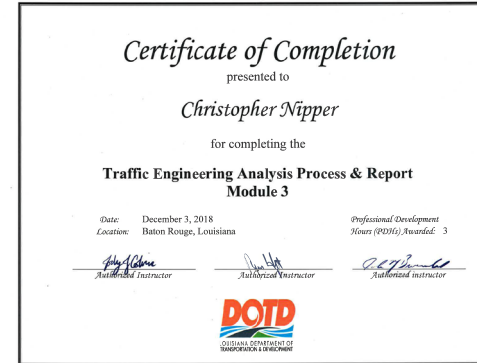 Certificate of Completion
presented to
Christopher Nipper
for completing the
Traffic Engineering Analysis Process & Report
Module 3
Date: December 3, 2018
Location: Baton Rouge, Louisiana
Professional Development
Hours (PDHs) Awarded: 3
Authorized Instructor
Authorized Instructor
Authorized instructor
DOTD
LOUISIANA DEPARTMENT OF
TRANSPORTATION & DEVELOPMENT